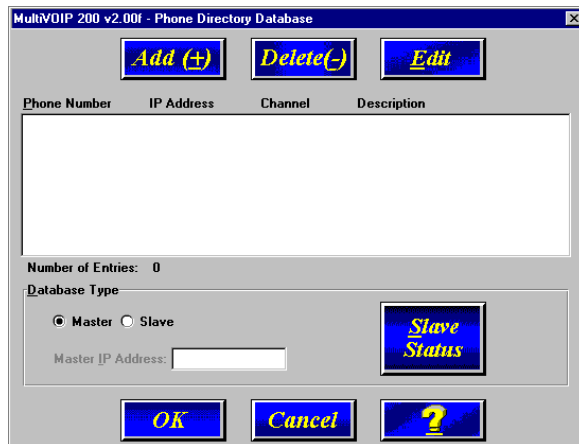 MultiVOIP 200 v2.00f - Phone Directory Database
Add (+) Delete(-) Edit
Phone Number IP Address Channel Description
Number of Entries: 0
Database Type
Master Slave
Slave Status
Master IP Address:
OK Cancel ?